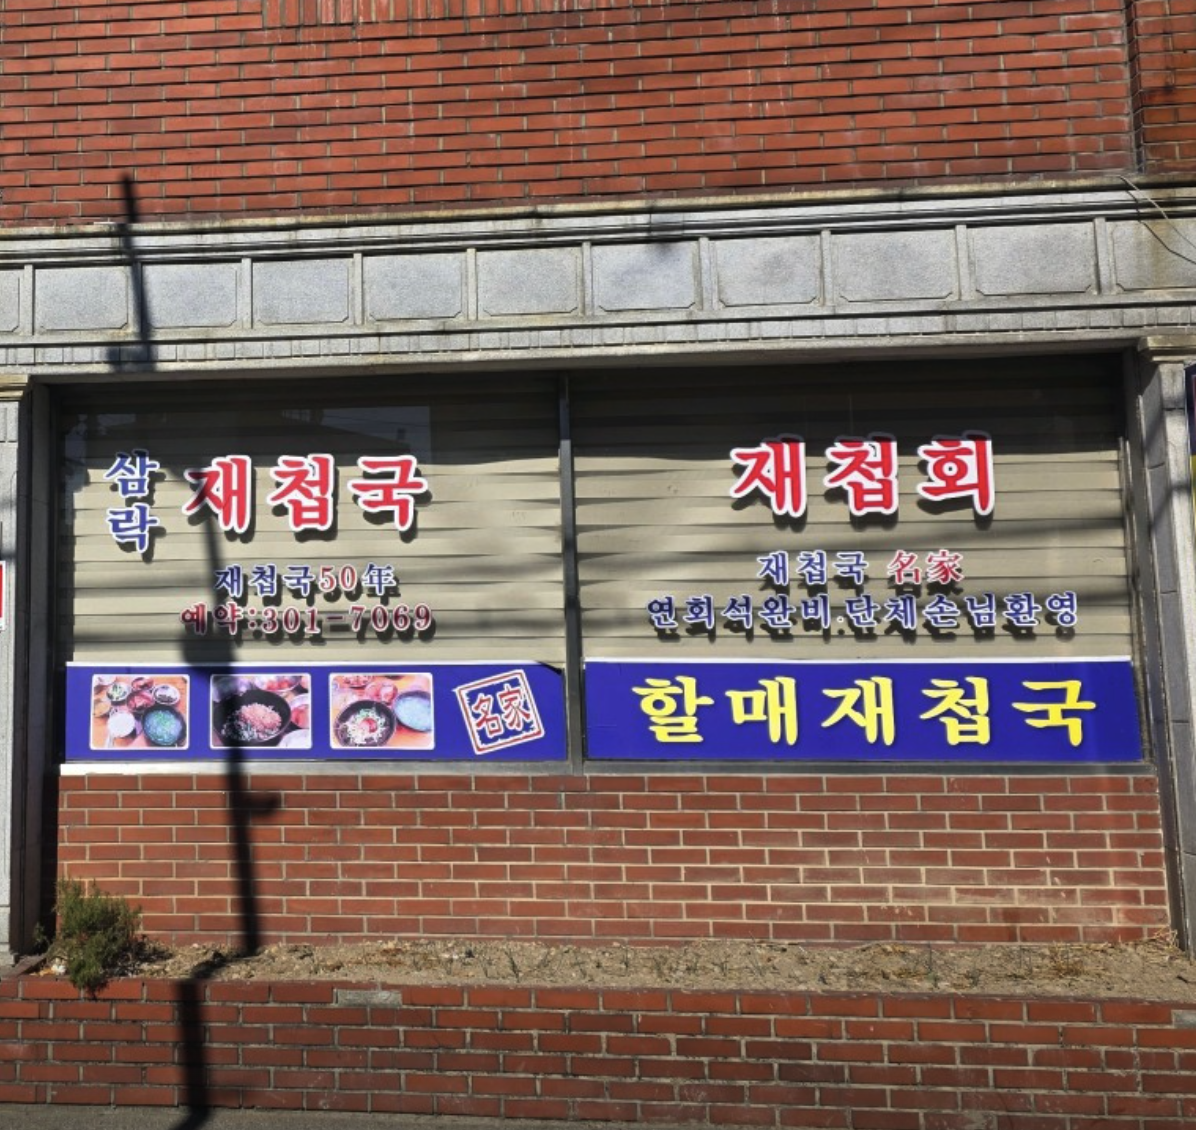 삼락 재첩국
재첩국50年
예약:301-7069
名家
재첩회
재첩국 名家
연회석완비.단체손님환영
할매재첩국